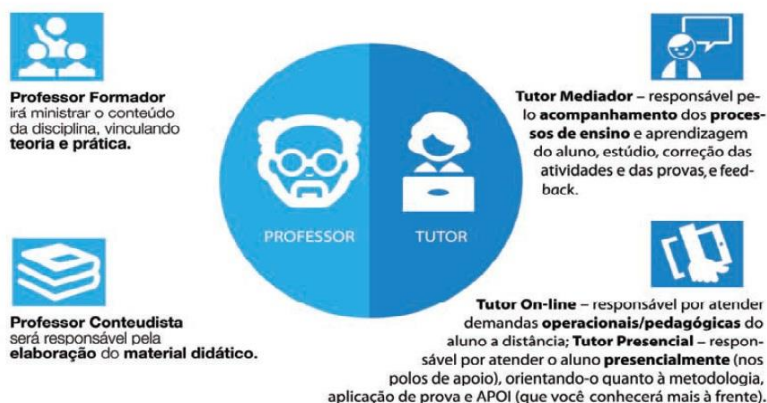 Professor Formador
irá ministrar o conteúdo
da disciplina, vinculando
teoria e prática.
Professor Conteudista
será responsável pela
elaboração do material didático.
PROFESSOR
TUTOR
Tutor Mediador – responsável pe-
lo acompanhamento dos proces-
sos de ensino e aprendizagem
do aluno, estúdio, correção das
atividades e das provas, e feed-
back.
Tutor On-line – responsável por atender
demandas operacionais/pedagógicas do
aluno a distância; Tutor Presencial – respon-
sável por atender o aluno presencialmente (nos
polos de apoio), orientando-o quanto à metodologia,
aplicação de prova e APOI (que você conhecerá mais à frente).